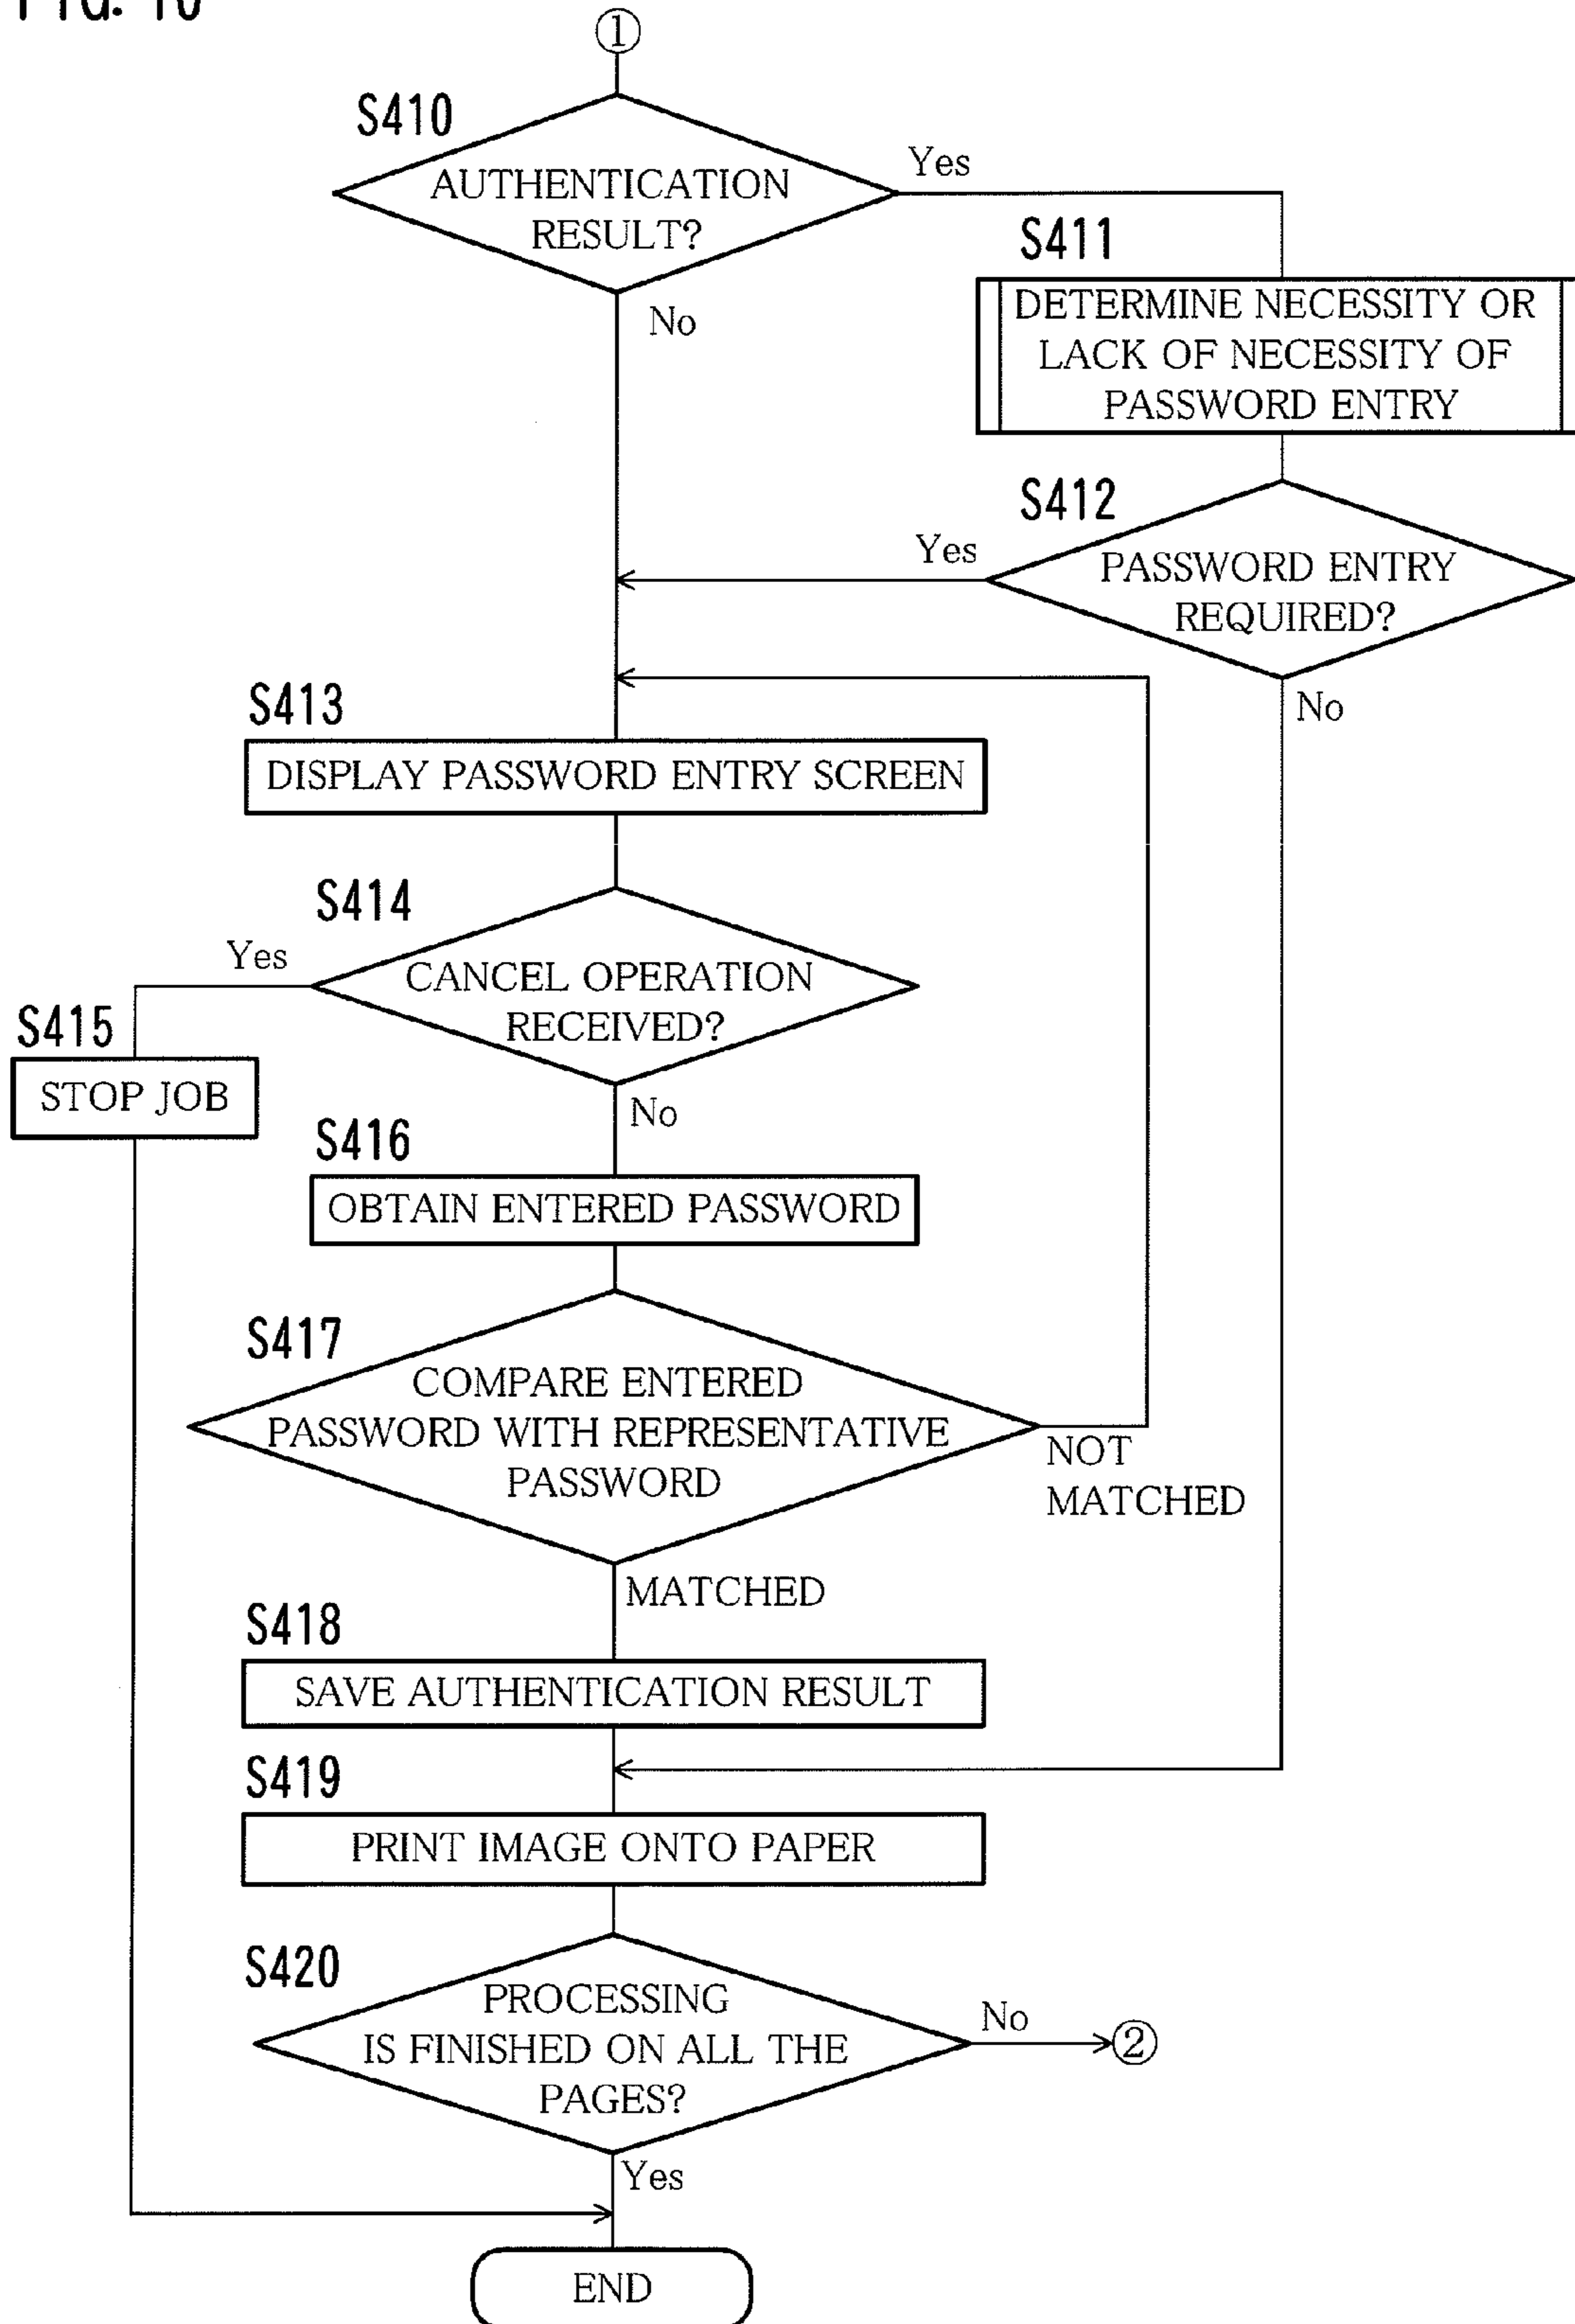 ①
S410
AUTHENTICATION
RESULT?
Yes
No
S411
DETERMINE NECESSITY OR
LACK OF NECESSITY OF
PASSWORD ENTRY
S412
PASSWORD ENTRY
REQUIRED?
Yes
No
S413
DISPLAY PASSWORD ENTRY SCREEN
S414
CANCEL OPERATION
RECEIVED?
Yes
No
S415
STOP JOB
S416
OBTAIN ENTERED PASSWORD
S417
COMPARE ENTERED
PASSWORD WITH REPRESENTATIVE
PASSWORD
NOT
MATCHED
MATCHED
S418
SAVE AUTHENTICATION RESULT
S419
PRINT IMAGE ONTO PAPER
S420
PROCESSING
IS FINISHED ON ALL THE
PAGES?
No
②
Yes
END